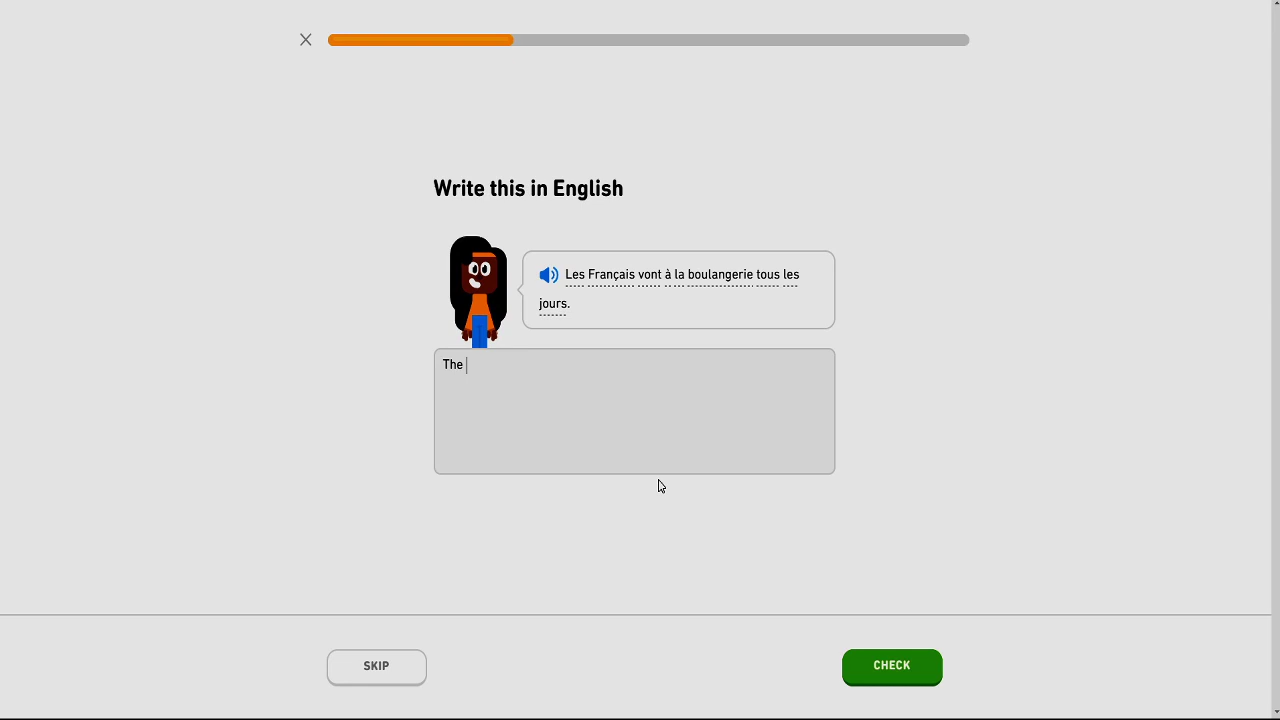 Write this in English
Les Français vont à la boulangerie tous les
jours.
The
SKIP
CHECK